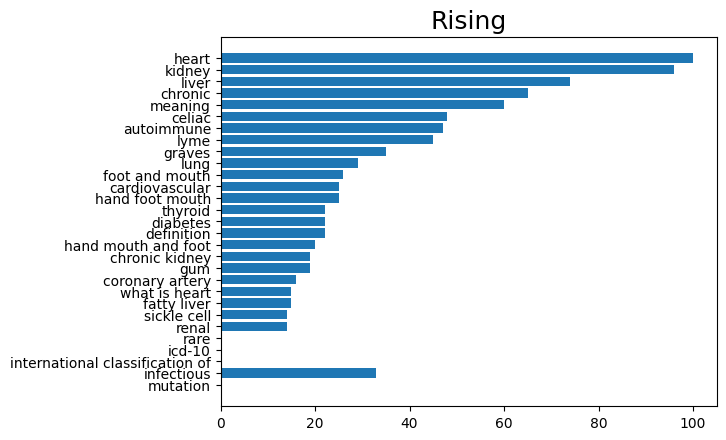 Rising
heart
kidney
liver
chronic
meaning
celiac
autoimmune
lyme
graves
lung
foot and mouth
cardiovascular
hand foot mouth
thyroid
diabetes
definition
hand mouth and foot
chronic kidney
gum
coronary artery
what is heart
fatty liver
sickle cell
renal
rare
icd-10
international classification of
infectious
mutation
0 20 40 60 80 100